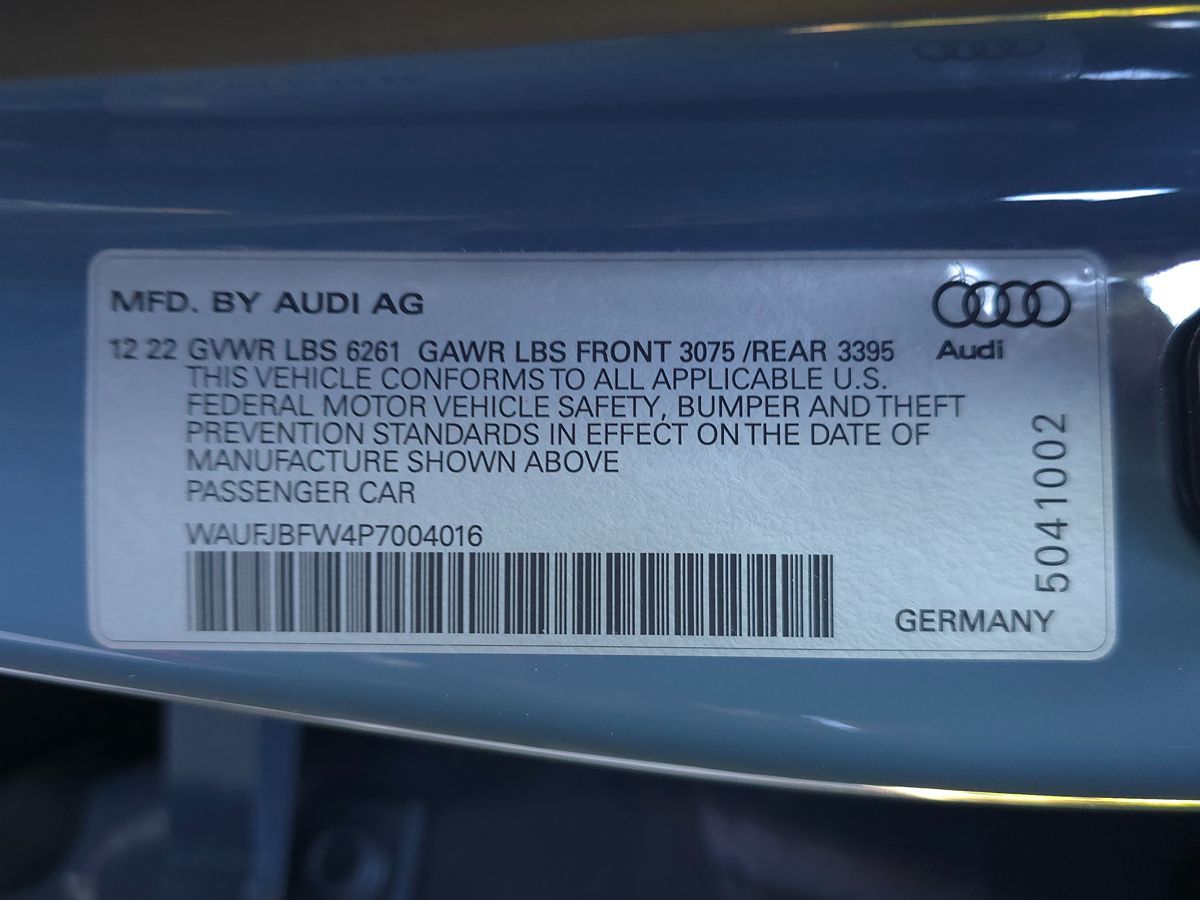 MFD. BY AUDI AG
12 22 GVWR LBS 6261 GAWR LBS FRONT 3075 /REAR 3395
Audi
THIS VEHICLE CONFORMS TO ALL APPLICABLE U.S.
FEDERAL MOTOR VEHICLE SAFETY, BUMPER AND THEFT
PREVENTION STANDARDS IN EFFECT ON THE DATE OF
MANUFACTURE SHOWN ABOVE
PASSENGER CAR
WAUFJBFW4P7004016
5041002
GERMANY